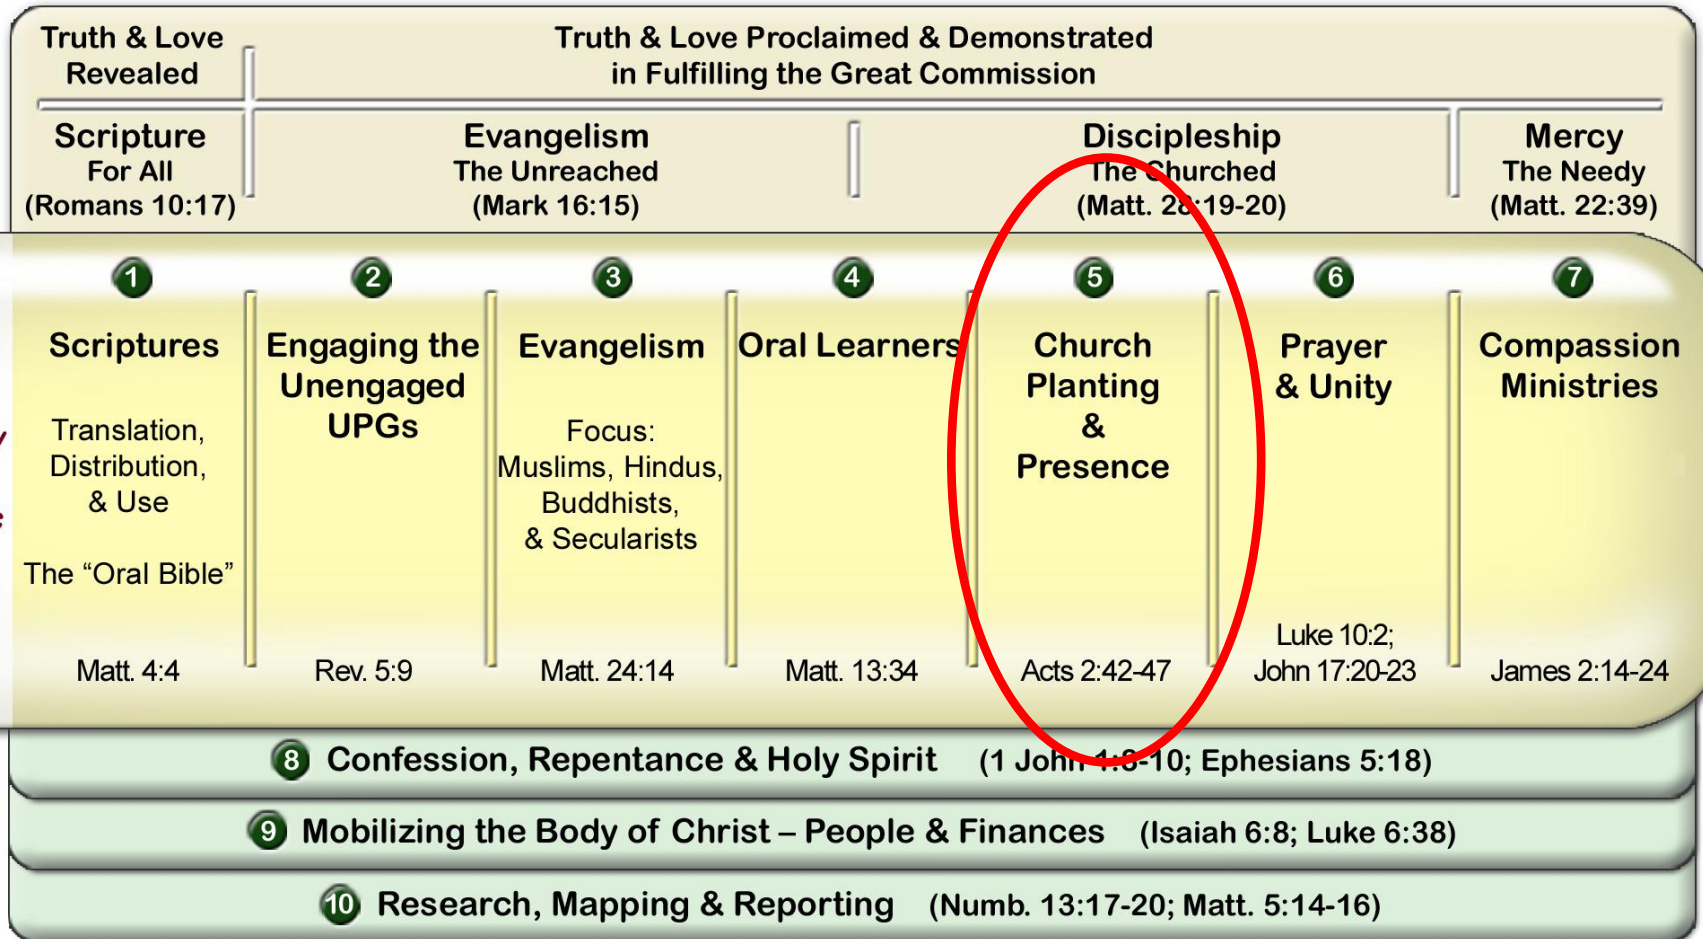 Truth & Love
Revealed
Truth & Love Proclaimed & Demonstrated
in Fulfilling the Great Commission
Scripture
For All
(Romans 10:17)
Evangelism
The Unreached
(Mark 16:15)
Discipleship
The Churched
(Matt. 28:19-20)
Mercy
The Needy
(Matt. 22:39)
1
Scriptures
Translation,
Distribution,
& Use
The “Oral Bible”
Matt. 4:4
2
Engaging the
Unengaged
UPGs
Rev. 5:9
3
Evangelism
Focus:
Muslims, Hindus,
Buddhists,
& Secularists
Matt. 24:14
4
Oral Learners
Matt. 13:34
5
Church
Planting
&
Presence
Acts 2:42-47
6
Prayer
& Unity
Luke 10:2;
John 17:20-23
7
Compassion
Ministries
James 2:14-24
8 Confession, Repentance & Holy Spirit (1 John 1:8-10; Ephesians 5:18)
9 Mobilizing the Body of Christ – People & Finances (Isaiah 6:8; Luke 6:38)
10 Research, Mapping & Reporting (Numb. 13:17-20; Matt. 5:14-16)